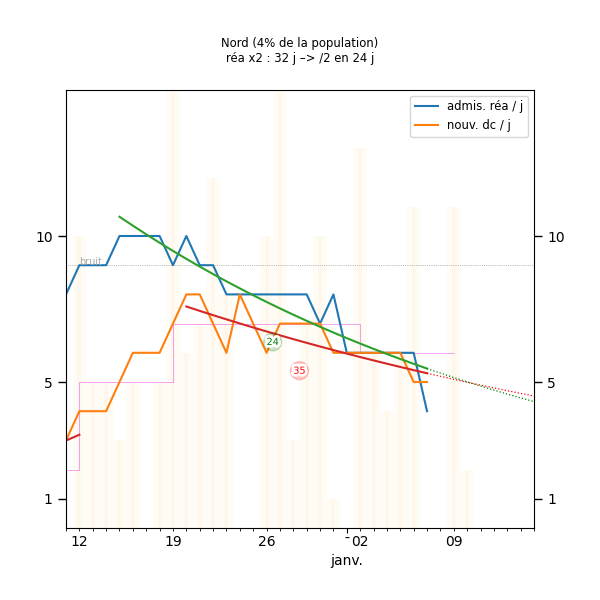 Nord (4% de la population)
réa x2 : 32 j –> /2 en 24 j
admis. réa / j
nouv. dc / j
10
10
bruit
24
35
5
5
1
1
12
19
26
02
09
janv.